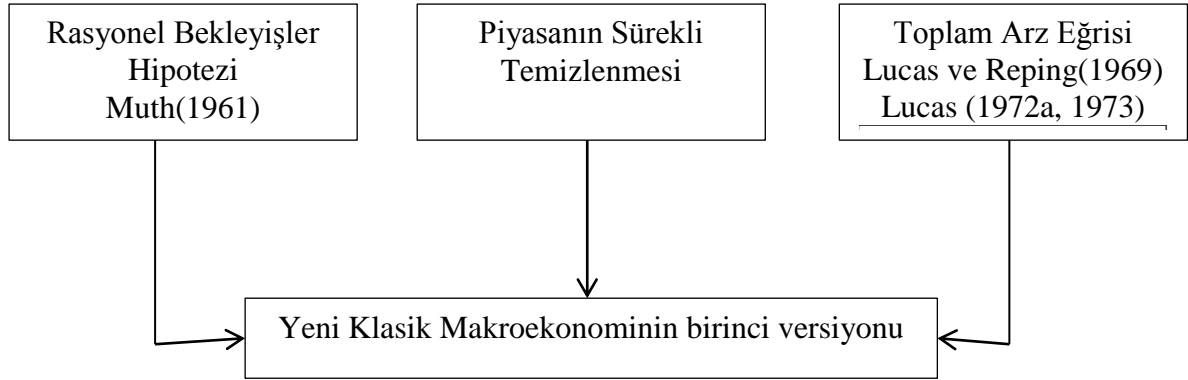 Rasyonel Bekleyişler
Hipotezi
Muth(1961)
Piyasanın Sürekli
Temizlenmesi
Toplam Arz Eğrisi
Lucas ve Reping(1969)
Lucas (1972a, 1973)
Yeni Klasik Makroekonominin birinci versiyonu